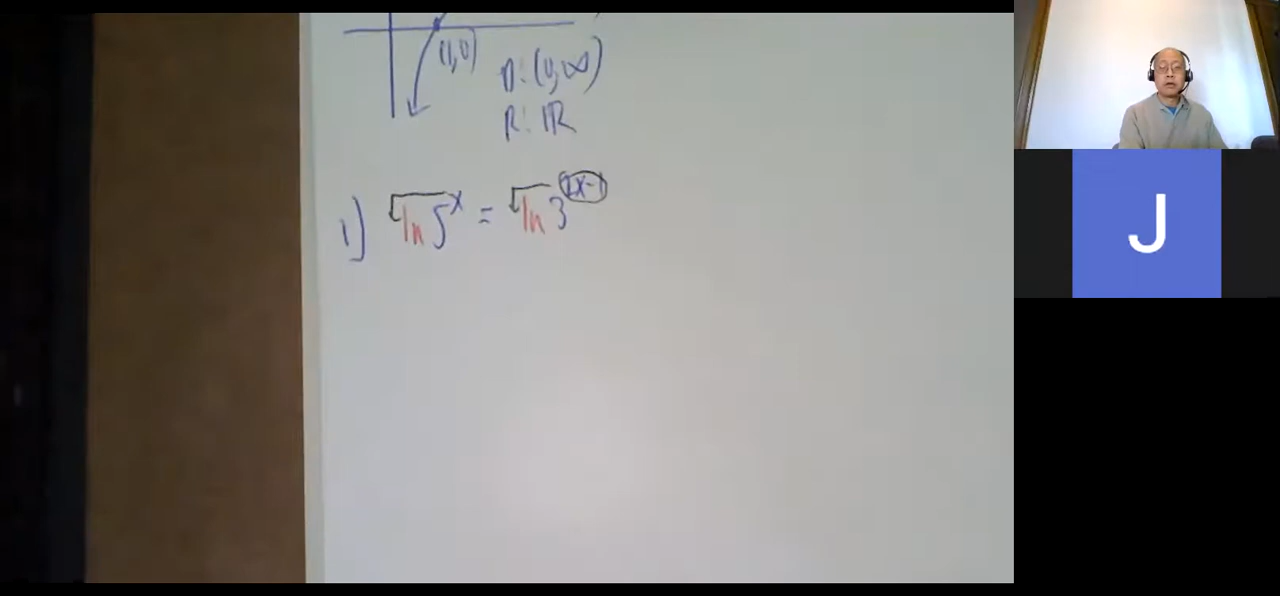 (1,0)
D: (0,∞)
R: ℝ
1) ln 5^x = ln 3^(2x-1)
J